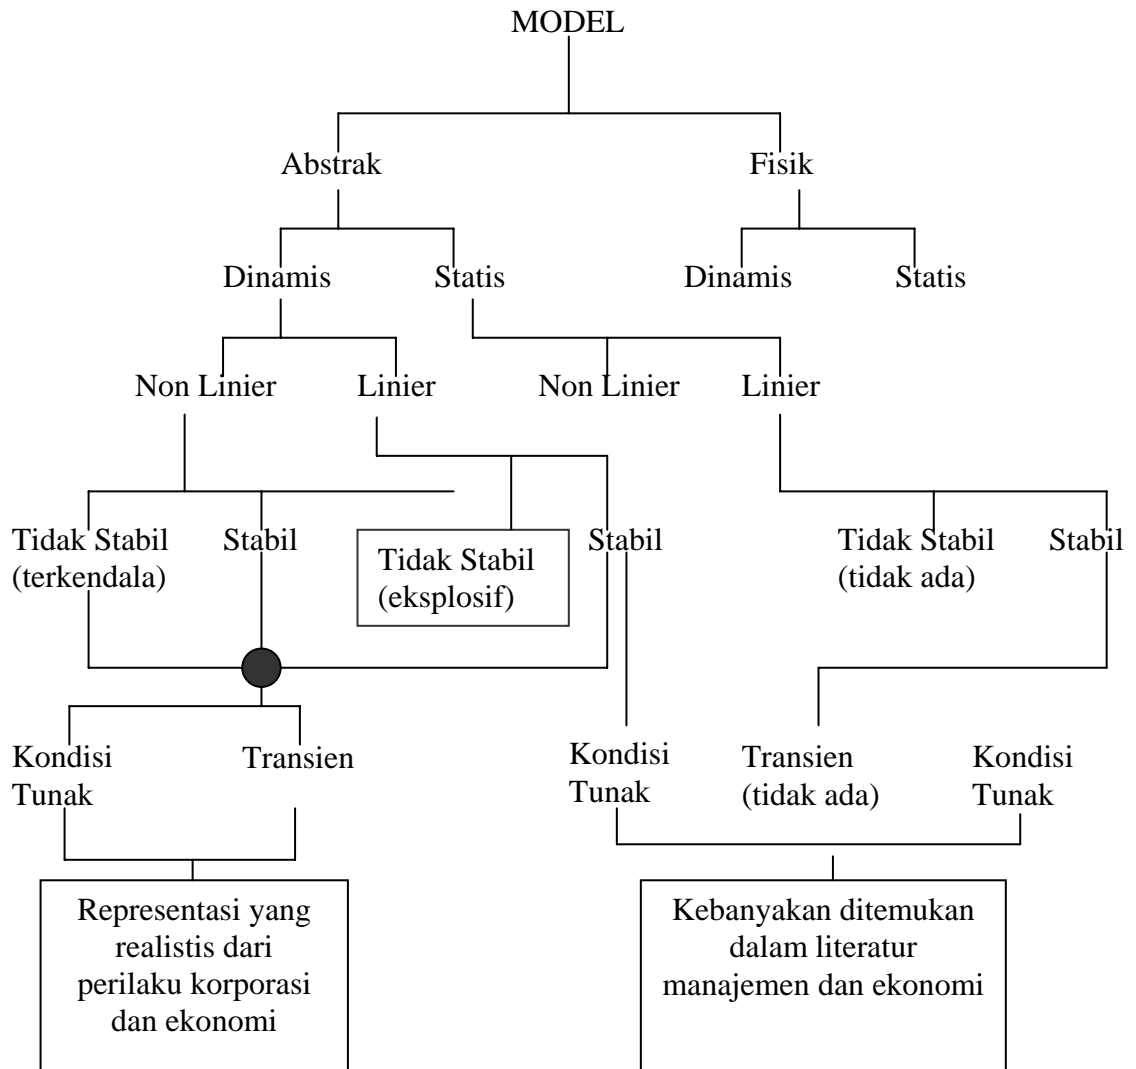 MODEL
Abstrak
Fisik
Dinamis
Statis
Dinamis
Statis
Non Linier
Linier
Non Linier
Linier
Tidak Stabil
(terkendala)
Stabil
Tidak Stabil
(eksplosif)
Stabil
Tidak Stabil
(tidak ada)
Stabil
Kondisi
Tunak
Transien
Kondisi
Tunak
Transien
(tidak ada)
Kondisi
Tunak
Representasi yang
realistis dari
perilaku korporasi
dan ekonomi
Kebanyakan ditemukan
dalam literatur
manajemen dan ekonomi